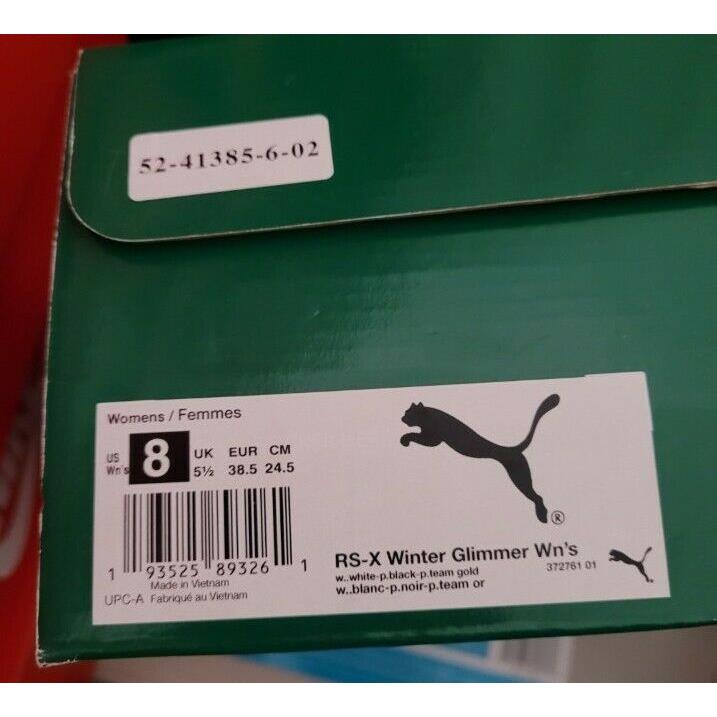 52-41385-6-02
Womens / Femmes
US Wn's 8 UK 5½ EUR 38.5 CM 24.5
1 93525 89326 1
Made in Vietnam
UPC-A Fabriqué au Vietnam
RS-X Winter Glimmer Wn's
w..white-p.black-p.team gold 372761 01
w..blanc-p.noir-p.team or
®